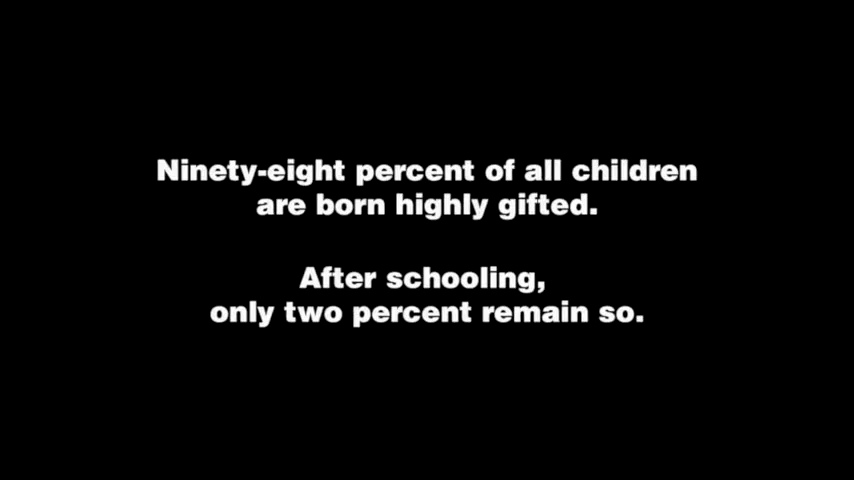 Ninety-eight percent of all children
are born highly gifted.
After schooling,
only two percent remain so.